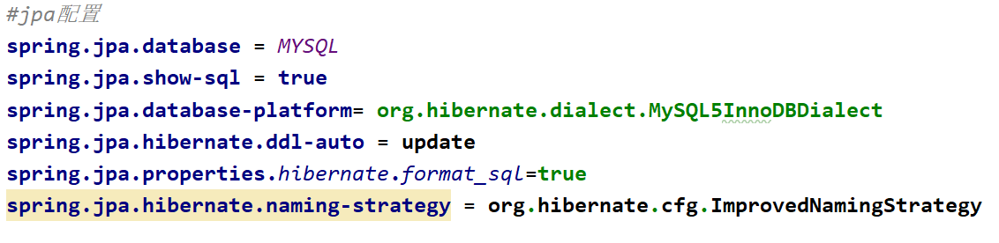 #jpa配置
spring.jpa.database = MYSQL
spring.jpa.show-sql = true
spring.jpa.database-platform= org.hibernate.dialect.MySQL5InnoDBDialect
spring.jpa.hibernate.ddl-auto = update
spring.jpa.properties.hibernate.format_sql=true
spring.jpa.hibernate.naming-strategy = org.hibernate.cfg.ImprovedNamingStrategy